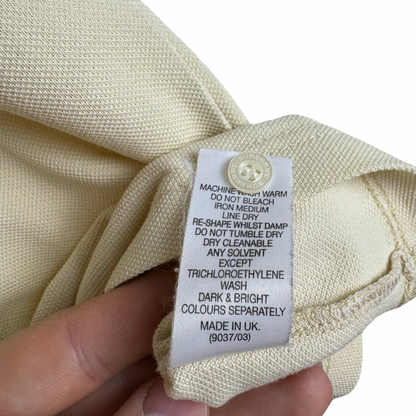 MACHINE WASH WARM
DO NOT BLEACH
IRON MEDIUM
LINE DRY
RE-SHAPE WHILST DAMP
DO NOT TUMBLE DRY
DRY CLEANABLE
ANY SOLVENT
EXCEPT
TRICHLOROETHYLENE
WASH
DARK & BRIGHT
COLOURS SEPARATELY
MADE IN UK.
(9037/03)